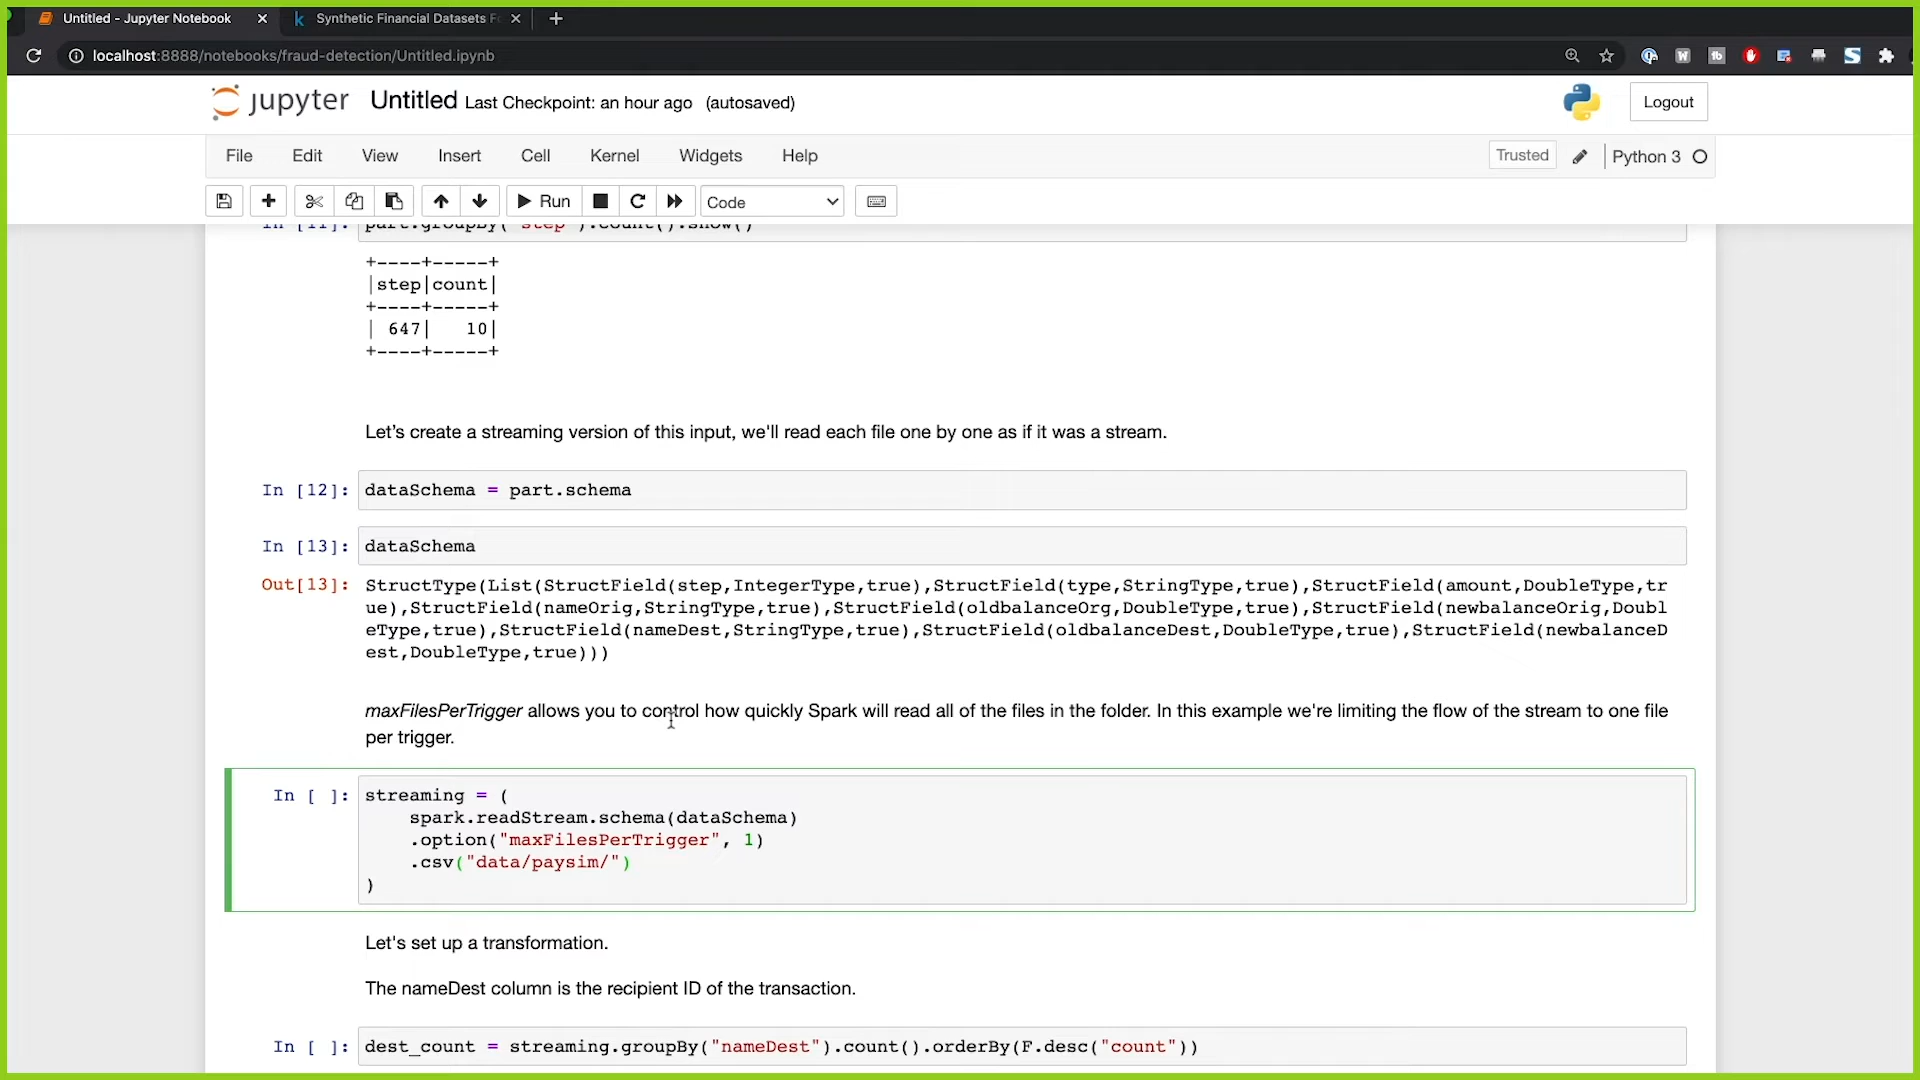 Untitled - Jupyter Notebook
Synthetic Financial Datasets F
localhost:8888/notebooks/fraud-detection/Untitled.ipynb
jupyter Untitled Last Checkpoint: an hour ago (autosaved)
Logout
File Edit View Insert Cell Kernel Widgets Help
Trusted Python 3
Run Code
In [11]: part.groupBy("step").count().show()
+----+-----+
|step|count|
+----+-----+
| 647|   10|
+----+-----+
Let's create a streaming version of this input, we'll read each file one by one as if it was a stream.
In [12]: dataSchema = part.schema
In [13]: dataSchema
Out[13]: StructType(List(StructField(step,IntegerType,true),StructField(type,StringType,true),StructField(amount,DoubleType,tr
ue),StructField(nameOrig,StringType,true),StructField(oldbalanceOrg,DoubleType,true),StructField(newbalanceOrig,Doubl
eType,true),StructField(nameDest,StringType,true),StructField(oldbalanceDest,DoubleType,true),StructField(newbalanceD
est,DoubleType,true)))
maxFilesPerTrigger allows you to control how quickly Spark will read all of the files in the folder. In this example we're limiting the flow of the stream to one file
per trigger.
In [ ]: streaming = (
spark.readStream.schema(dataSchema)
.option("maxFilesPerTrigger", 1)
.csv("data/paysim/")
)
Let's set up a transformation.
The nameDest column is the recipient ID of the transaction.
In [ ]: dest_count = streaming.groupBy("nameDest").count().orderBy(F.desc("count"))